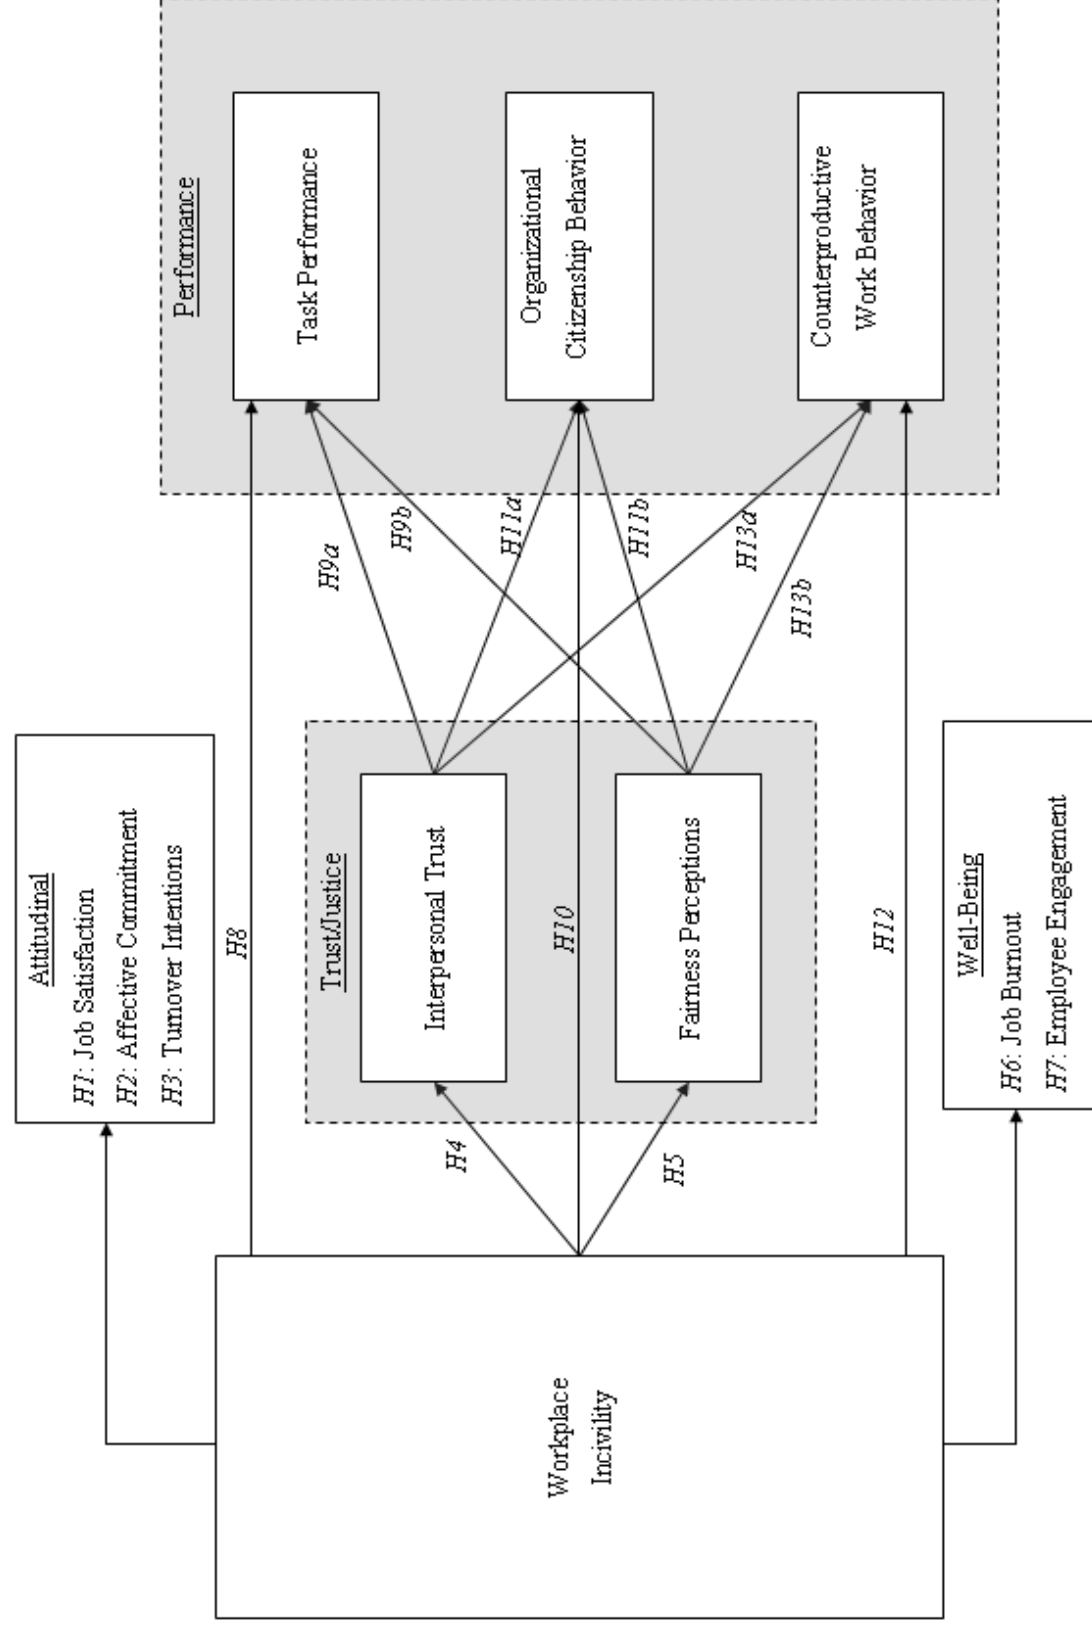 Attitudinal
H1: Job Satisfaction
H2: Affective Commitment
H3: Turnover Intentions
H8
Workplace
Incivility
H4
H5
Trust/Justice
Interpersonal Trust
H10
Fairness Perceptions
H12
H9a
H9b
H11a
H11b
H13a
H13b
Performance
Task Performance
Organizational
Citizenship Behavior
Counterproductive
Work Behavior
Well-Being
H6: Job Burnout
H7: Employee Engagement